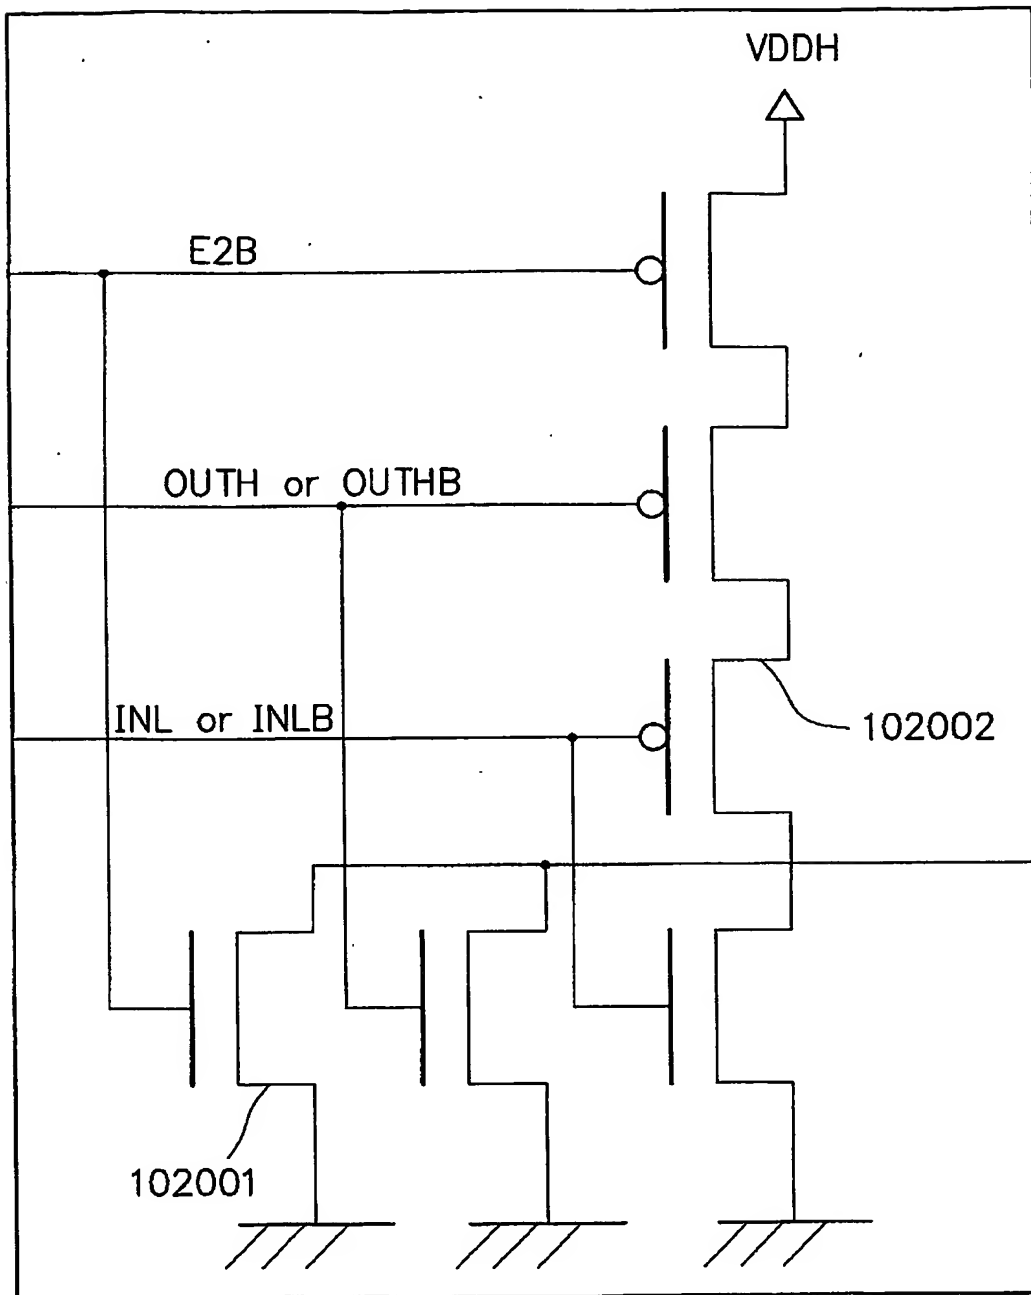 VDDH
E2B
OUTH or OUTHB
INL or INLB
102002
102001